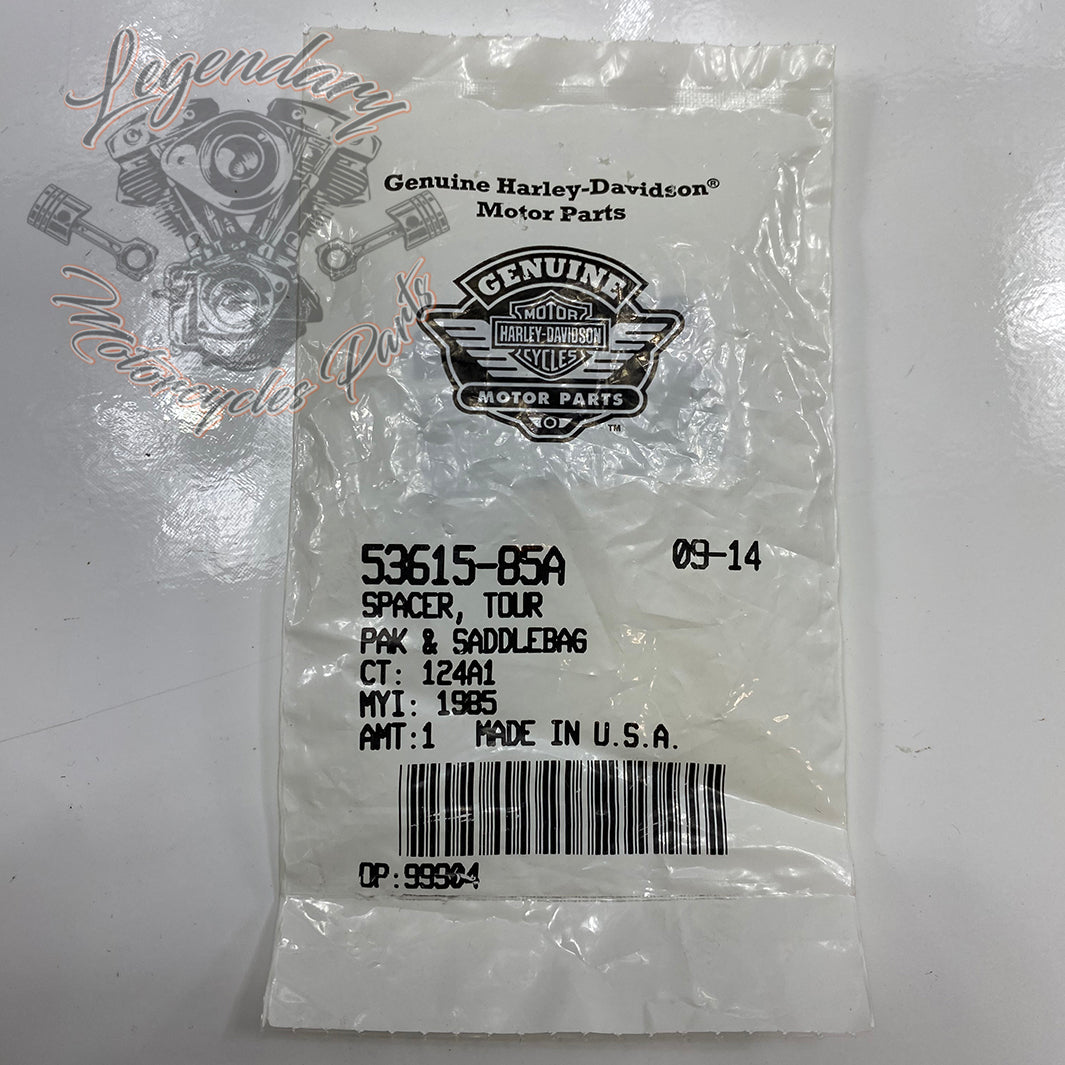 Legendary
Motorcycles Parts
Genuine Harley-Davidson®
Motor Parts
GENUINE
MOTOR
HARLEY-DAVIDSON
CYCLES
MOTOR PARTS
TM
53615-85A 09-14
SPACER, TOUR
PAK & SADDLEBAG
CT: 124A1
MYI: 1985
AMT:1 MADE IN U.S.A.
OP:99904